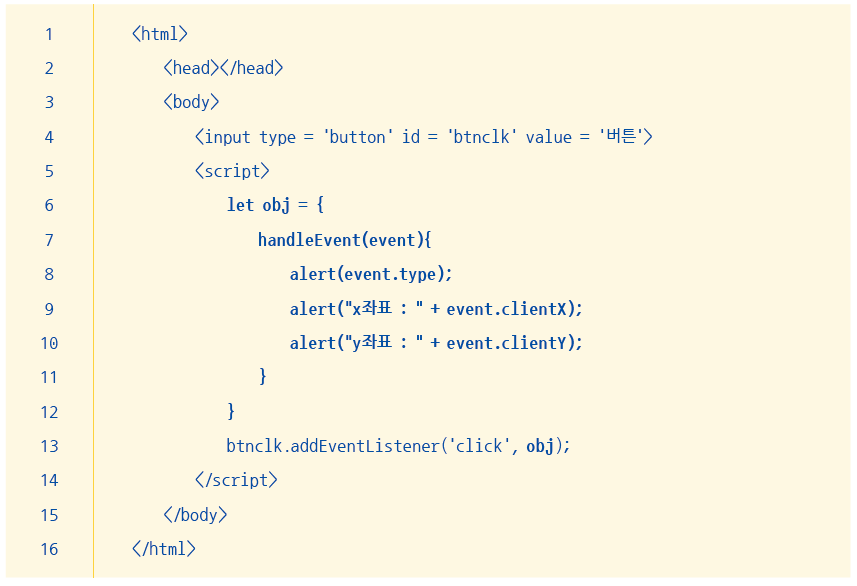 1 <html>
2 <head></head>
3 <body>
4 <input type = 'button' id = 'btnclk' value = '버튼'>
5 <script>
6 let obj = {
7 handleEvent(event){
8 alert(event.type);
9 alert("x좌표 : " + event.clientX);
10 alert("y좌표 : " + event.clientY);
11 }
12 }
13 btnclk.addEventListener('click', obj);
14 </script>
15 </body>
16 </html>